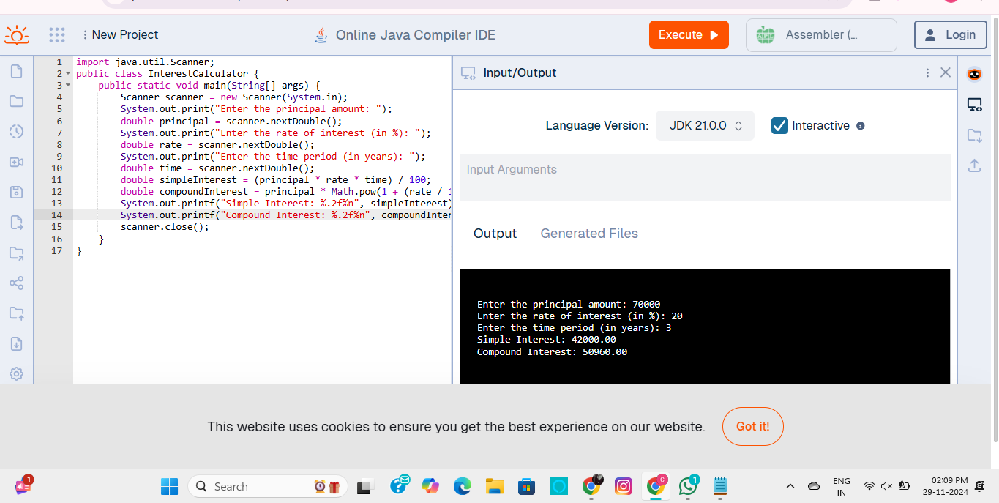 New Project
Online Java Compiler IDE
Execute
Assembler (...
Login
1 import java.util.Scanner;
2 public class InterestCalculator {
3 public static void main(String[] args) {
4 Scanner scanner = new Scanner(System.in);
5 System.out.print("Enter the principal amount: ");
6 double principal = scanner.nextDouble();
7 System.out.print("Enter the rate of interest (in %): ");
8 double rate = scanner.nextDouble();
9 System.out.print("Enter the time period (in years): ");
10 double time = scanner.nextDouble();
11 double simpleInterest = (principal * rate * time) / 100;
12 double compoundInterest = principal * Math.pow(1 + (rate /
13 System.out.printf("Simple Interest: %.2f%n", simpleInterest)
14 System.out.printf("Compound Interest: %.2f%n", compoundInter
15 scanner.close();
16 }
17 }
Input/Output
Language Version:
JDK 21.0.0
Interactive
Input Arguments
Output
Generated Files
Enter the principal amount: 70000
Enter the rate of interest (in %): 20
Enter the time period (in years): 3
Simple Interest: 42000.00
Compound Interest: 50960.00
This website uses cookies to ensure you get the best experience on our website.
Got it!
1
Search
C
1
ENG
IN
02:09 PM
29-11-2024